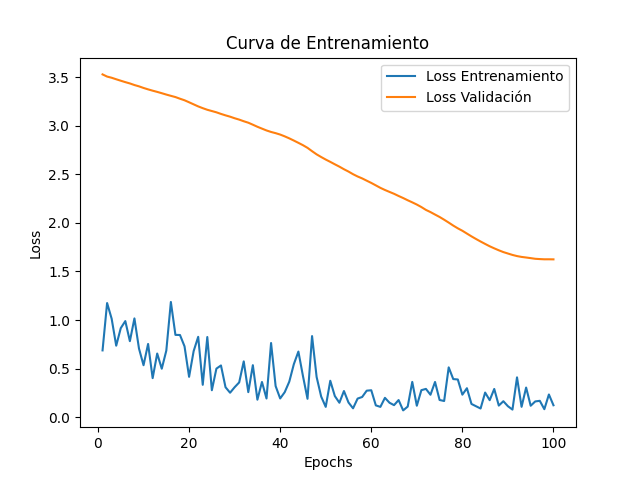 Curva de Entrenamiento
Loss Entrenamiento
Loss Validación
Loss
3.5
3.0
2.5
2.0
1.5
1.0
0.5
0.0
0 20 40 60 80 100
Epochs